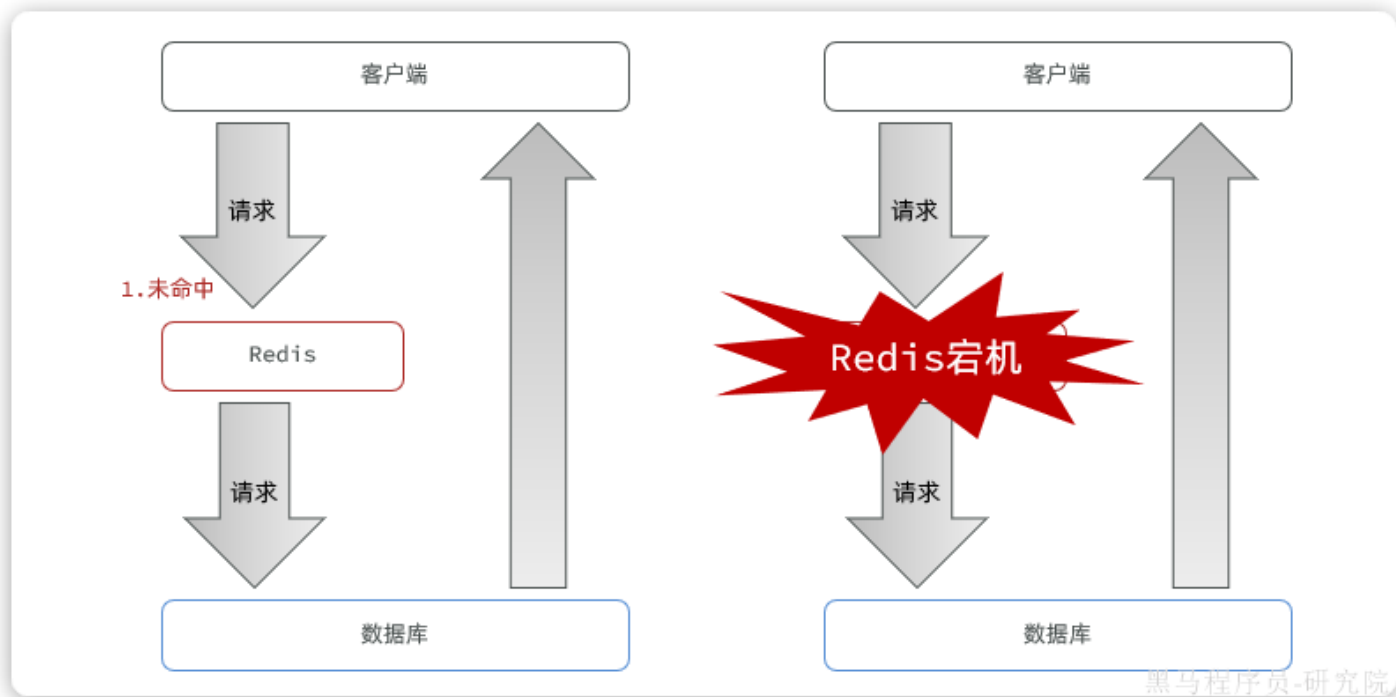 客户端
请求
1.未命中
Redis
请求
数据库
客户端
请求
Redis宕机
请求
数据库
黑马程序员-研究院